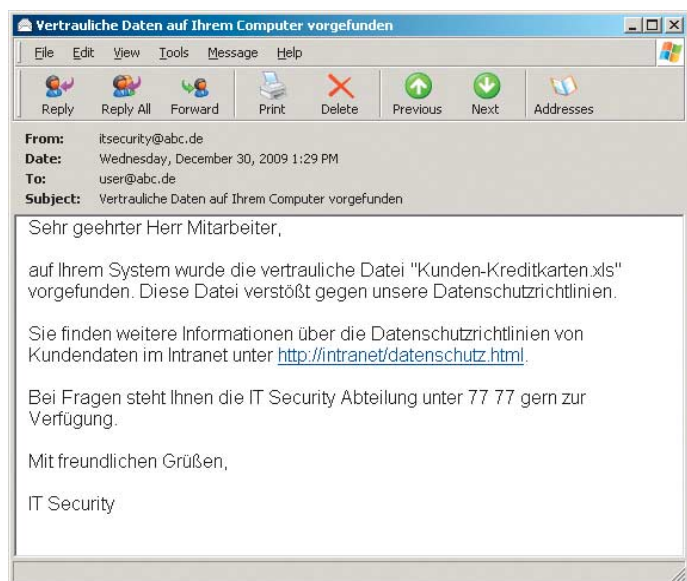 Vertrauliche Daten auf Ihrem Computer vorgefunden
File Edit View Tools Message Help
Reply Reply All Forward Print Delete Previous Next Addresses
From: itsecurity@abc.de
Date: Wednesday, December 30, 2009 1:29 PM
To: user@abc.de
Subject: Vertrauliche Daten auf Ihrem Computer vorgefunden
Sehr geehrter Herr Mitarbeiter,
auf Ihrem System wurde die vertrauliche Datei "Kunden-Kreditkarten.xls"
vorgefunden. Diese Datei verstößt gegen unsere Datenschutzrichtlinien.
Sie finden weitere Informationen über die Datenschutzrichtlinien von
Kundendaten im Intranet unter http://intranet/datenschutz.html.
Bei Fragen steht Ihnen die IT Security Abteilung unter 77 77 gern zur
Verfügung.
Mit freundlichen Grüßen,
IT Security